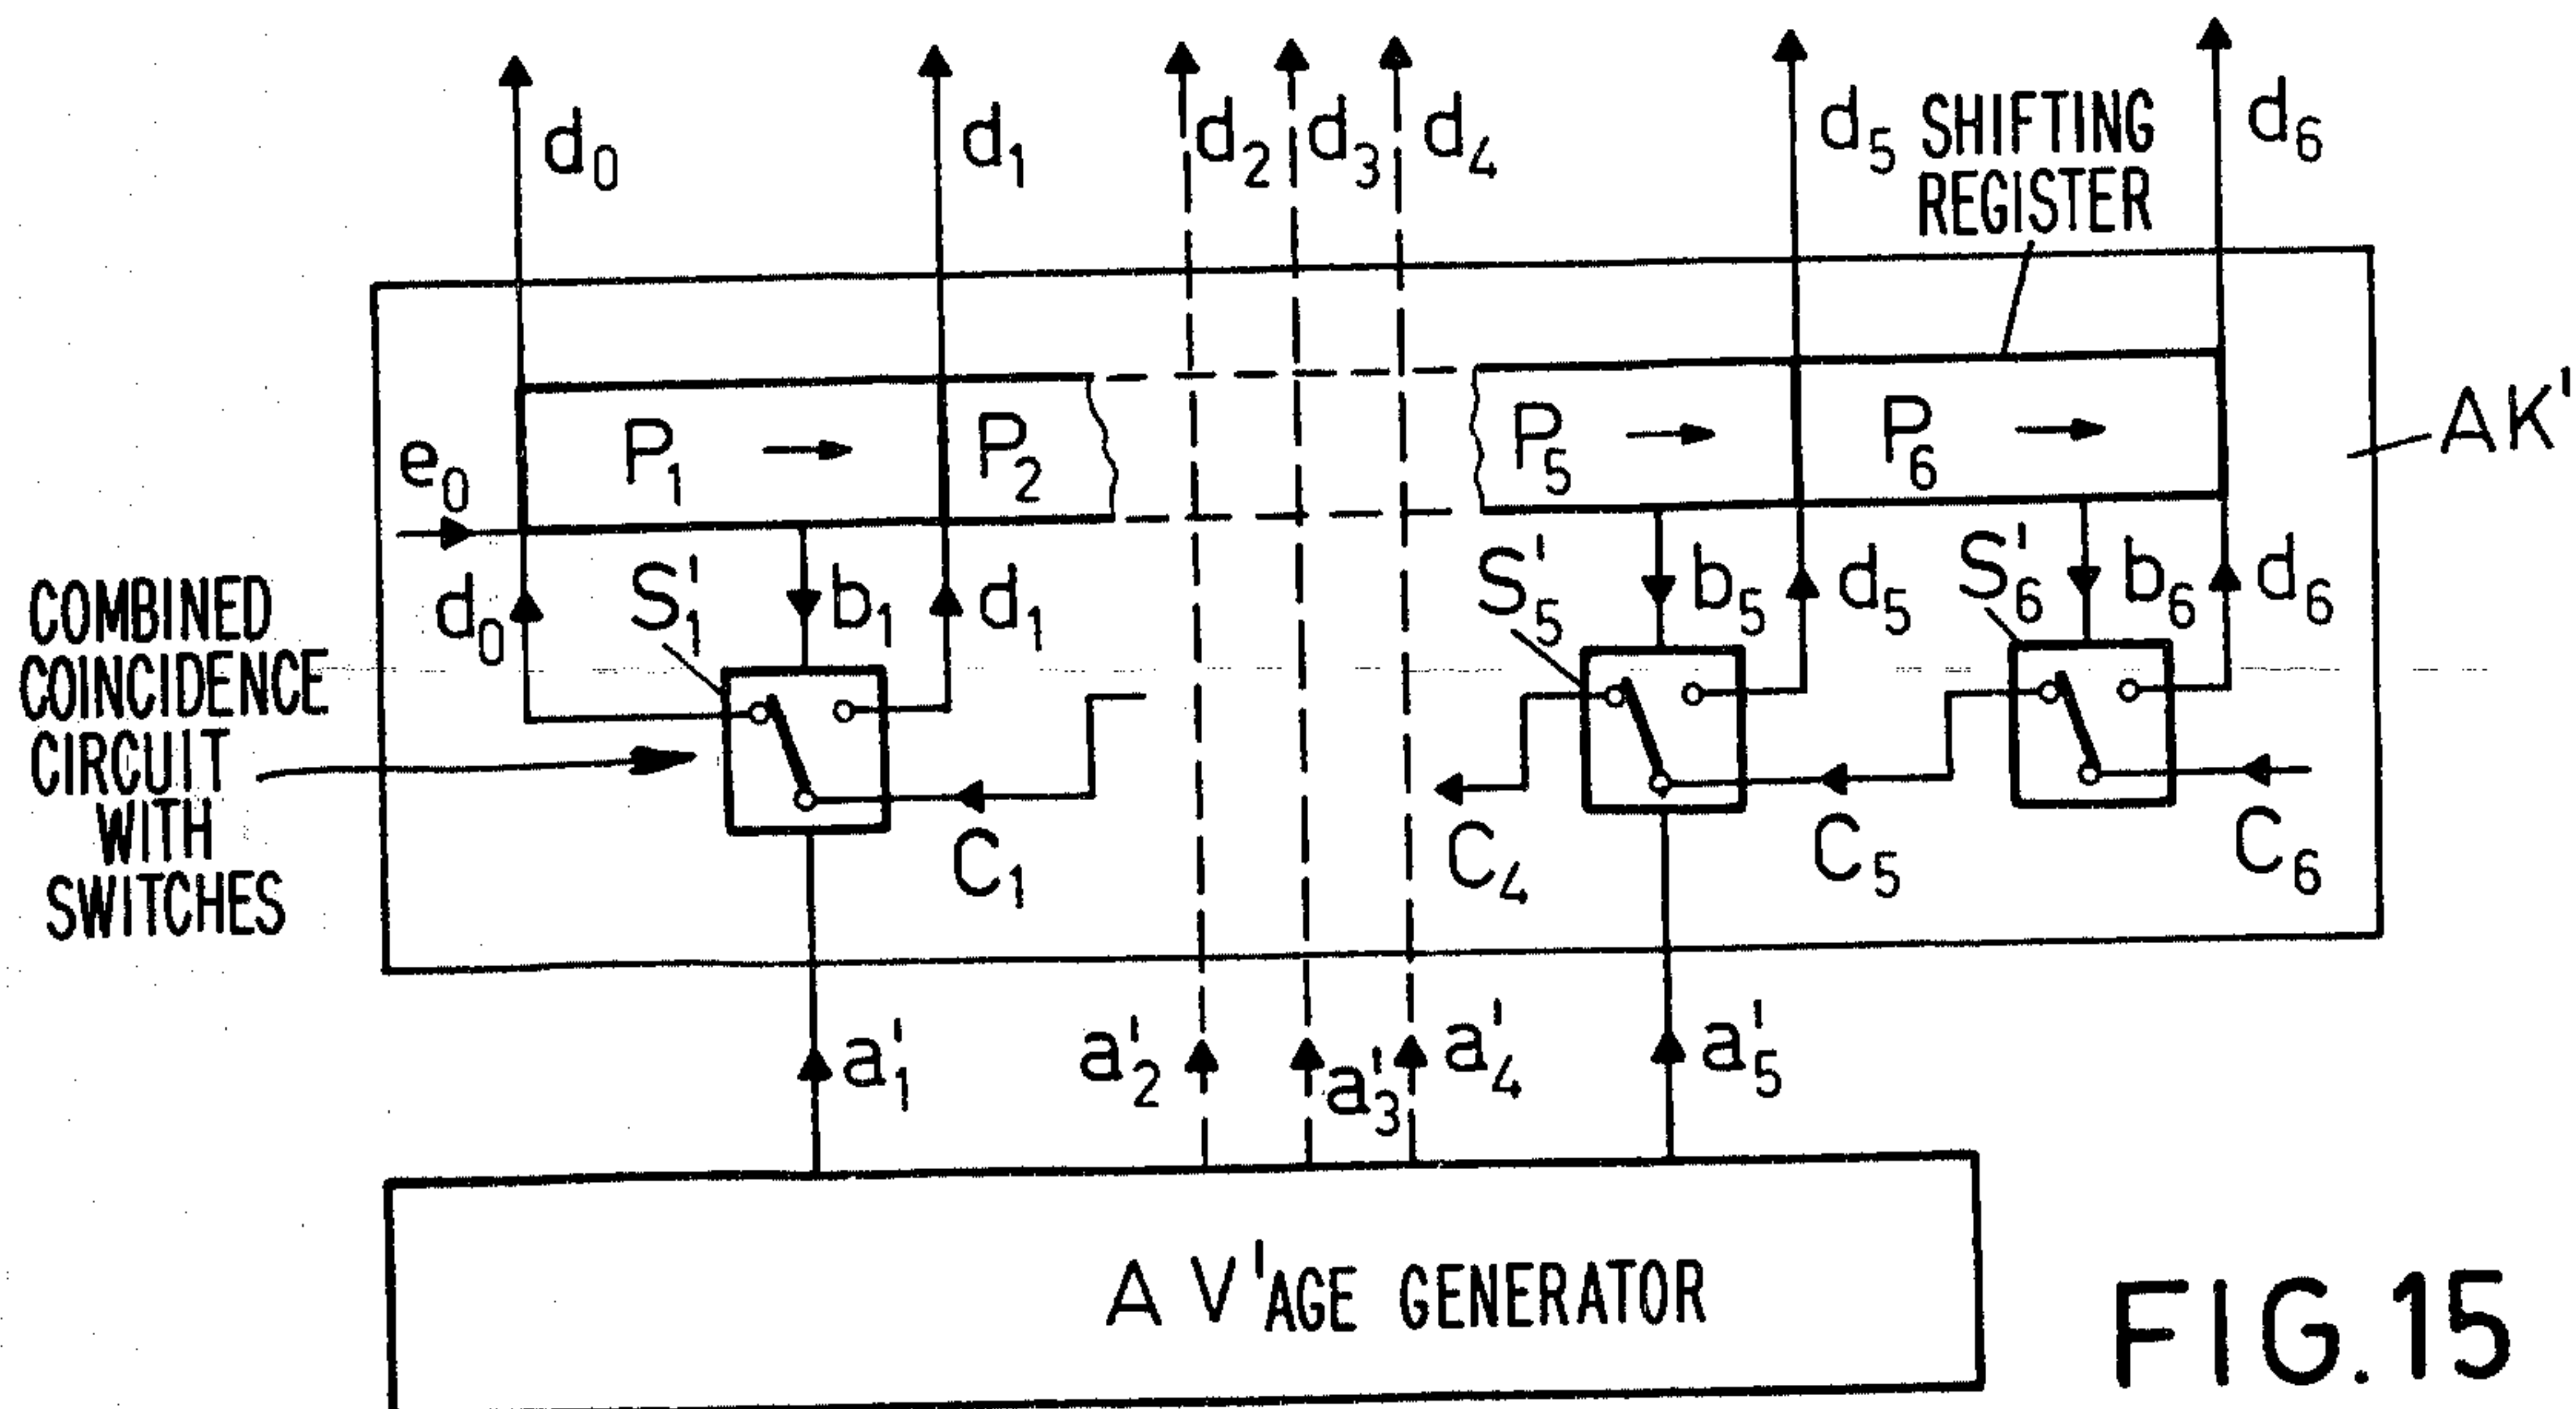 d0 d1 d2 d3 d4 d5 d6
SHIFTING
REGISTER
AK'
e0 P1 P2 P5 P6
COMBINED
COINCIDENCE
CIRCUIT
WITH
SWITCHES
d0 S'1 b1 d1 S'5 b5 d5 S'6 b6 d6
C1 C4 C5 C6
a'1 a'2 a'3 a'4 a'5
A V'AGE GENERATOR
FIG.15